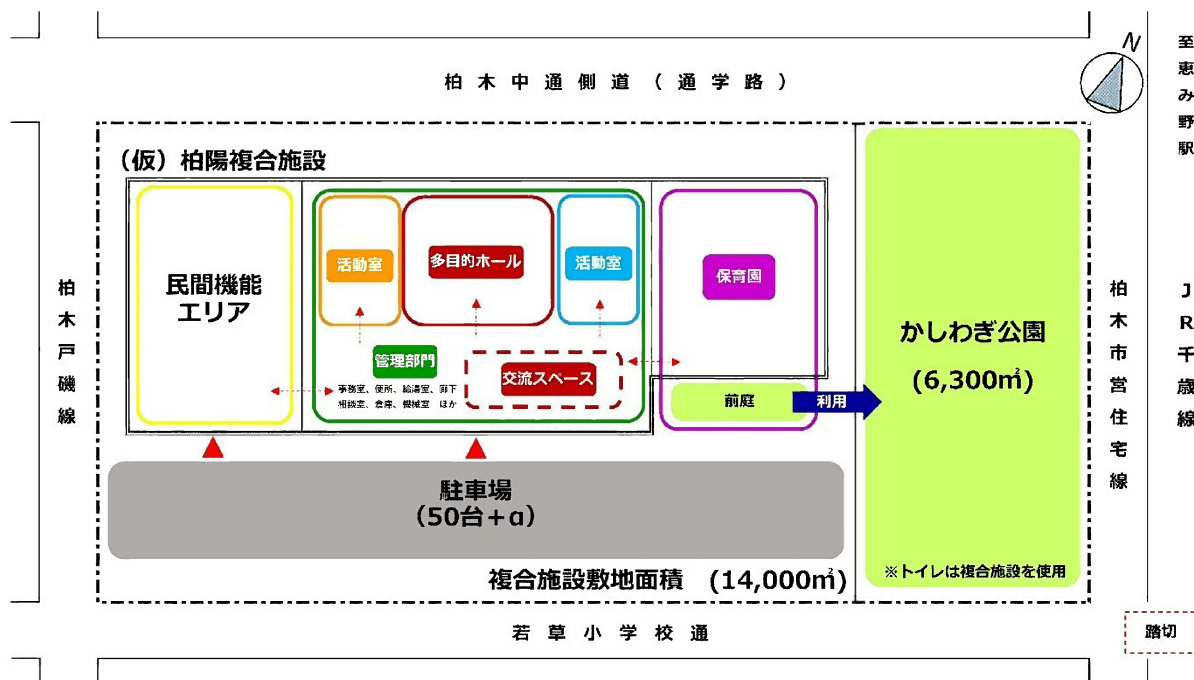 柏木中通側道（通学路）
N
至恵み野駅
（仮）柏陽複合施設
民間機能
エリア
活動室
多目的ホール
活動室
保育園
管理部門
事務室、便所、給湯室、廊下
相談室、倉庫、機械室 ほか
交流スペース
前庭
利用
かしわぎ公園
(6,300㎡)
※トイレは複合施設を使用
柏木戸磯線
柏木市営住宅線
JR千歳線
駐車場
（50台＋α）
複合施設敷地面積 (14,000㎡)
若草小学校通
踏切